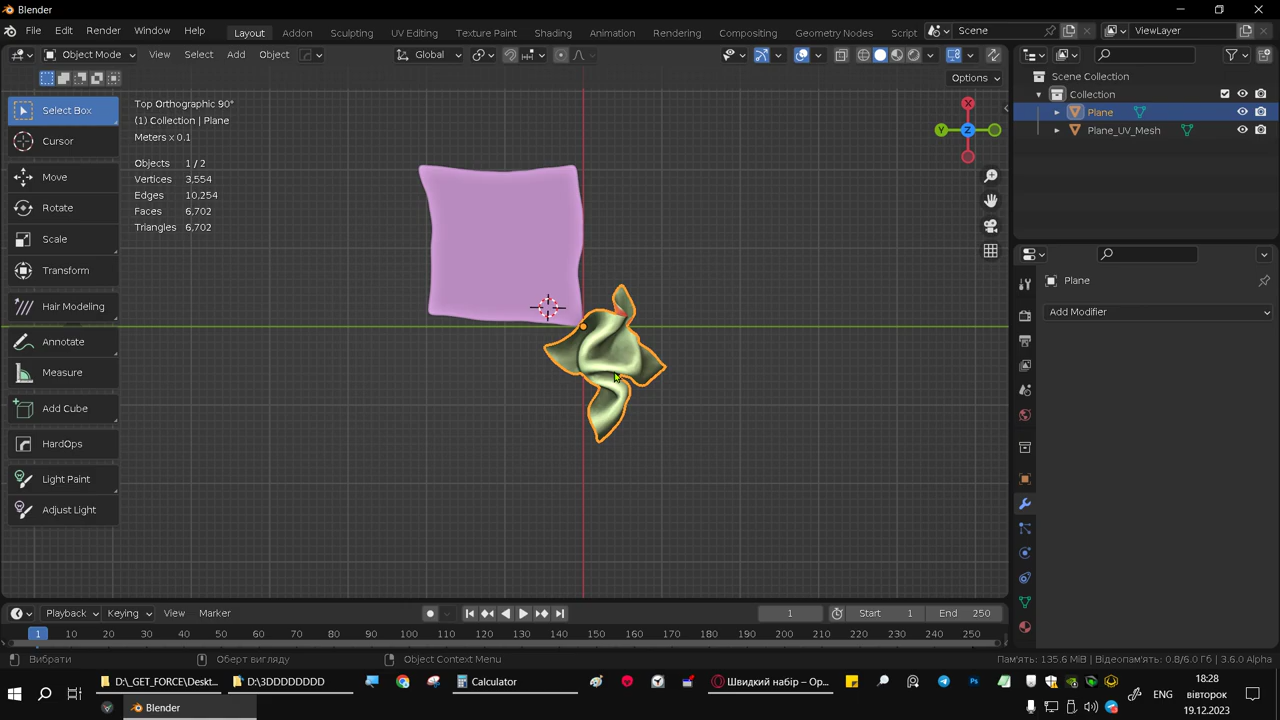 Blender
File Edit Render Window Help Layout Addon Sculpting UV Editing Texture Paint Shading Animation Rendering Compositing Geometry Nodes Script Scene ViewLayer
Object Mode View Select Add Object Global
Options
Select Box
Cursor
Move
Rotate
Scale
Transform
Hair Modeling
Annotate
Measure
Add Cube
HardOps
Light Paint
Adjust Light
Top Orthographic 90°
(1) Collection | Plane
Meters x 0.1
Objects 1 / 2
Vertices 3,554
Edges 10,254
Faces 6,702
Triangles 6,702
X
Y
Z
Scene Collection
Collection
Plane
Plane_UV_Mesh
Plane
Add Modifier
Playback Keying View Marker 1 Start 1 End 250
1 10 20 30 40 50 60 70 80 90 100 110 120 130 140 150 160 170 180 190 200 210 220 230 240 250
Вибрати Оберт вигляду Object Context Menu Пам'ять: 135.6 MiB | Відеопам'ять: 0.8/6.0 Гб | 3.6.0 Alpha
D:\_GET_FORCE\Deskt... D:\3DDDDDDDD Calculator Швидкий набір – Op...
Blender
ENG
18:28
вівторок
19.12.2023